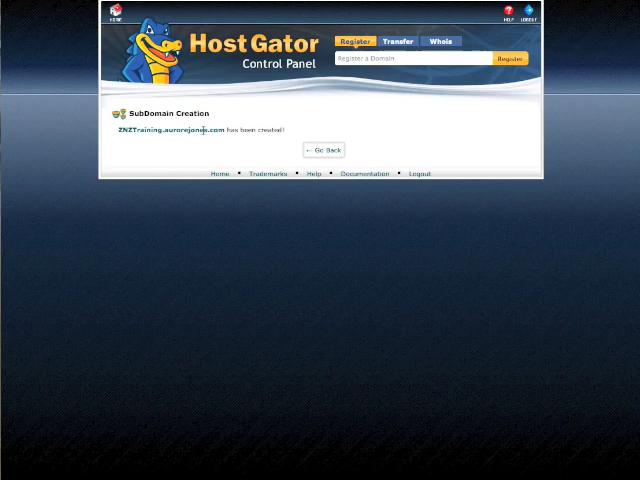 HOME
HELP
LOGOUT
HostGator
Control Panel
Register
Transfer
Whois
Register a Domain
Register
SubDomain Creation
ZNZTraining.aurorejones.com has been created!
← Go Back
Home ▪ Trademarks ▪ Help ▪ Documentation ▪ Logout